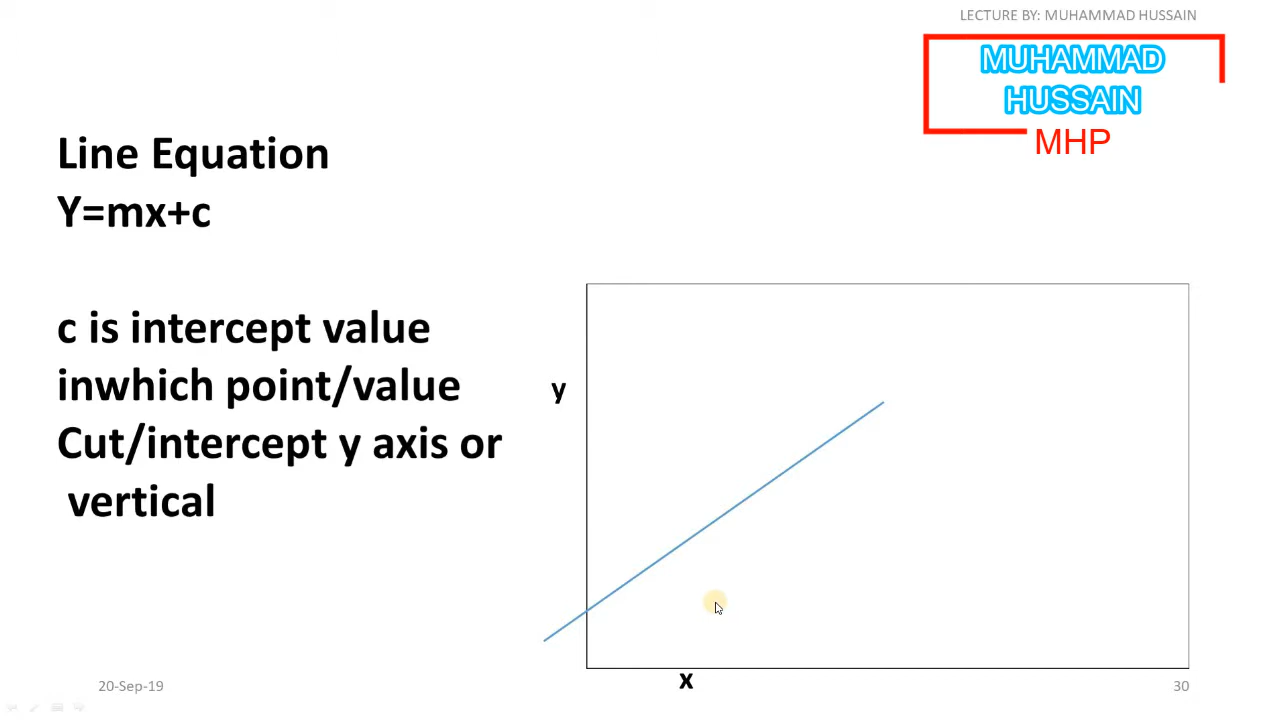 LECTURE BY: MUHAMMAD HUSSAIN
MUHAMMAD
HUSSAIN
MHP
Line Equation
Y=mx+c
c is intercept value
inwhich point/value
Cut/intercept y axis or
vertical
y
x
20-Sep-19
30